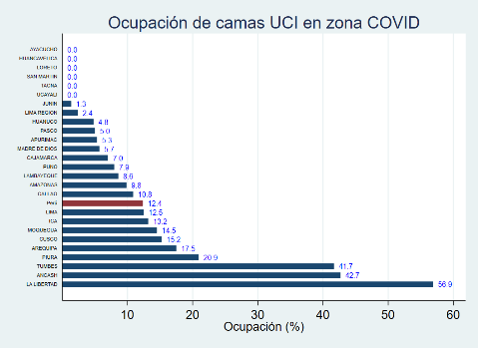 Ocupación de camas UCI en zona COVID
AYACUCHO 0.0
HUANCAVELICA 0.0
LORETO 0.0
SAN MARTIN 0.0
TACNA 0.0
UCAYALI 0.0
JUNIN 1.3
LIMA REGION 2.4
HUANUCO 4.8
PASCO 5.0
APURIMAC 5.3
MADRE DE DIOS 5.7
CAJAMARCA 7.0
PUNO 7.9
LAMBAYEQUE 8.6
AMAZONAS 9.8
CALLAO 10.8
Perú 12.4
LIMA 12.5
ICA 13.2
MOQUEGUA 14.5
CUSCO 15.2
AREQUIPA 17.5
PIURA 20.9
TUMBES 41.7
ANCASH 42.7
LA LIBERTAD 56.9
10 20 30 40 50 60
Ocupación (%)